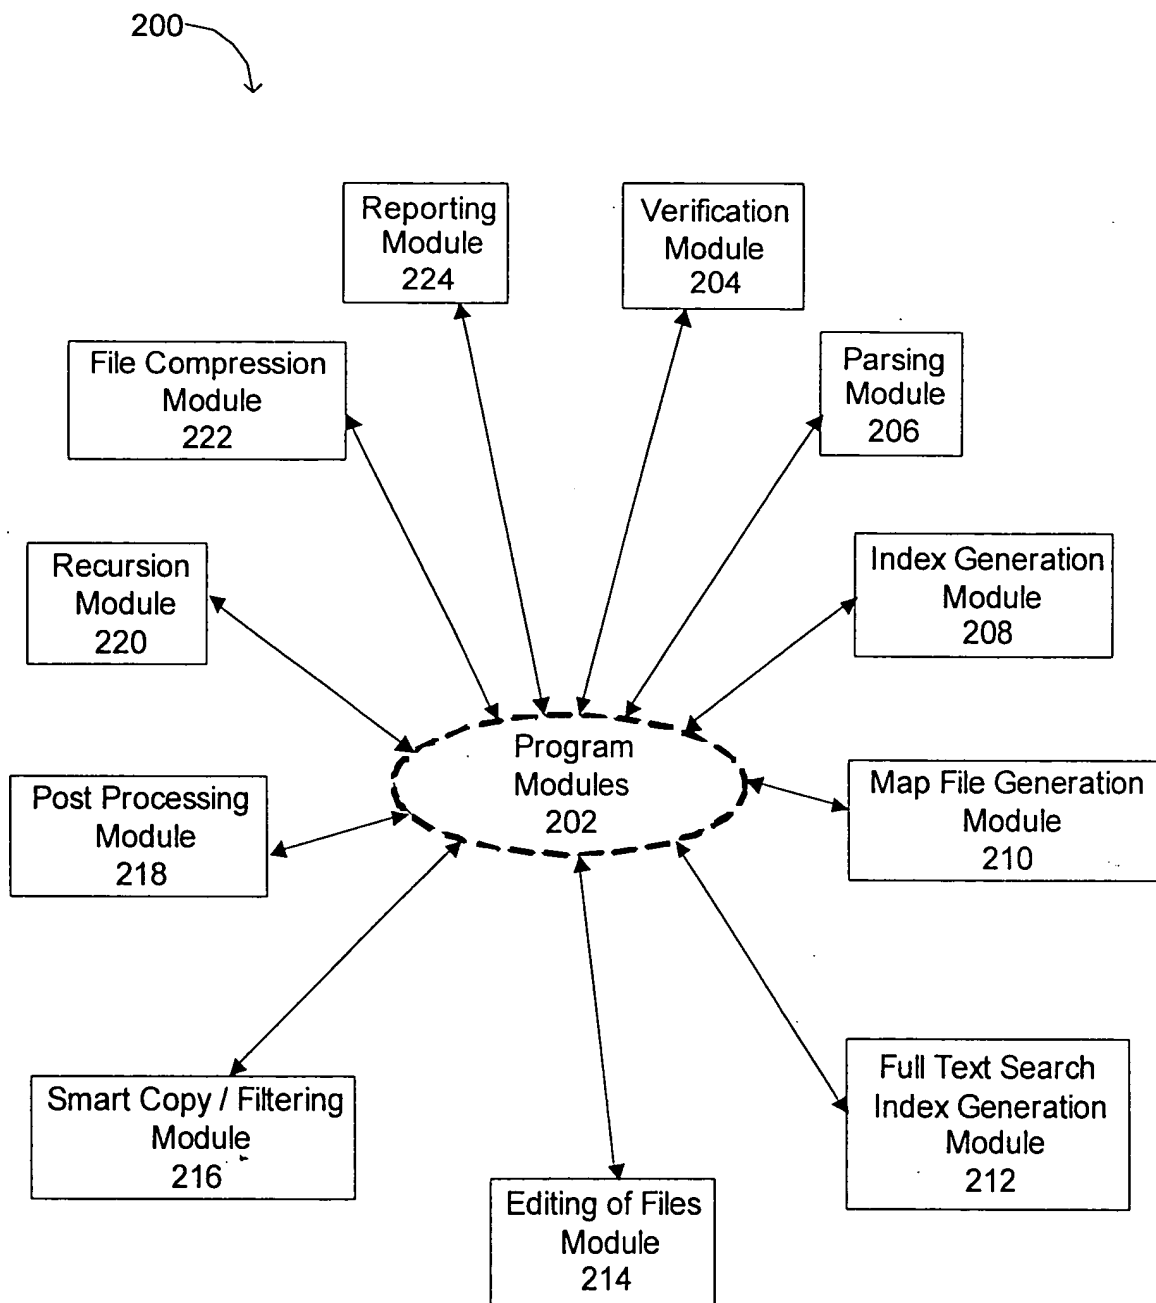 200
Reporting
Module
224
Verification
Module
204
File Compression
Module
222
Parsing
Module
206
Recursion
Module
220
Index Generation
Module
208
Program
Modules
202
Post Processing
Module
218
Map File Generation
Module
210
Smart Copy / Filtering
Module
216
Full Text Search
Index Generation
Module
212
Editing of Files
Module
214